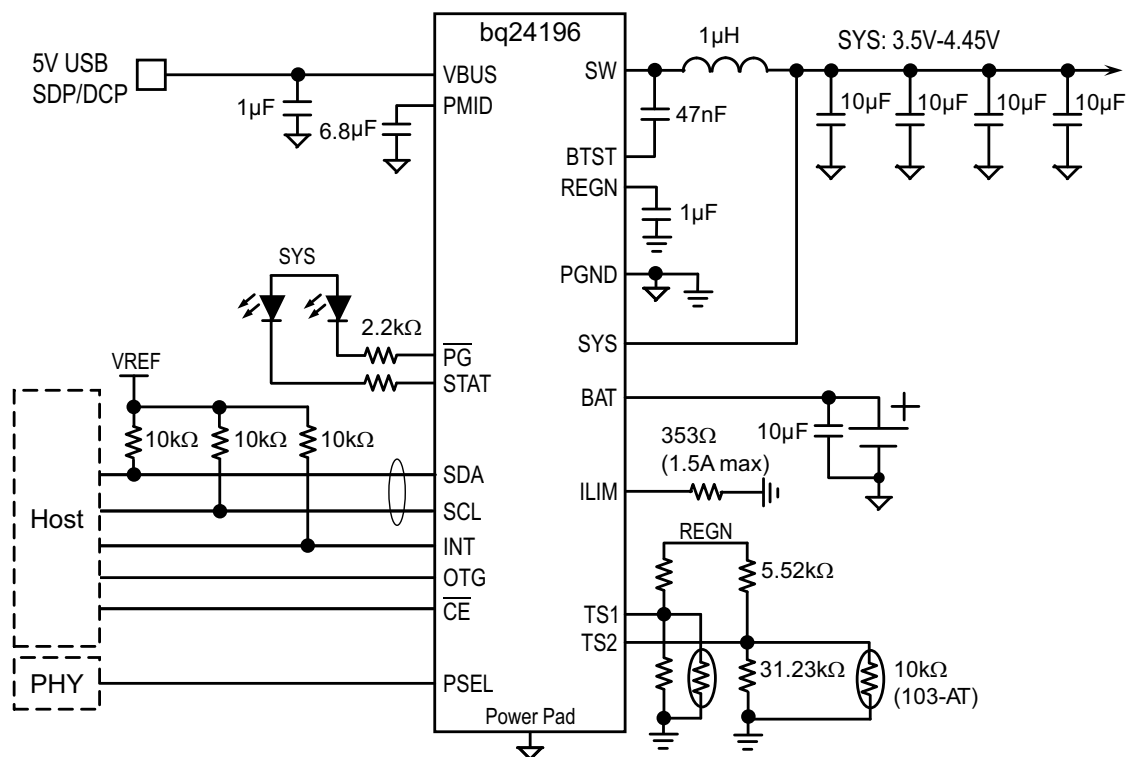 bq24196
5V USB
SDP/DCP
1µF
6.8µF
VBUS
PMID
SW
BTST
REGN
PGND
SYS
BAT
ILIM
TS1
TS2
1µH
47nF
1µF
SYS: 3.5V-4.45V
10µF
10µF
10µF
10µF
SYS
2.2kΩ
PG
STAT
VREF
10kΩ
10kΩ
10kΩ
Host
SDA
SCL
INT
OTG
CE
PHY
PSEL
Power Pad
353Ω
(1.5A max)
10µF
+
REGN
5.52kΩ
31.23kΩ
10kΩ
(103-AT)